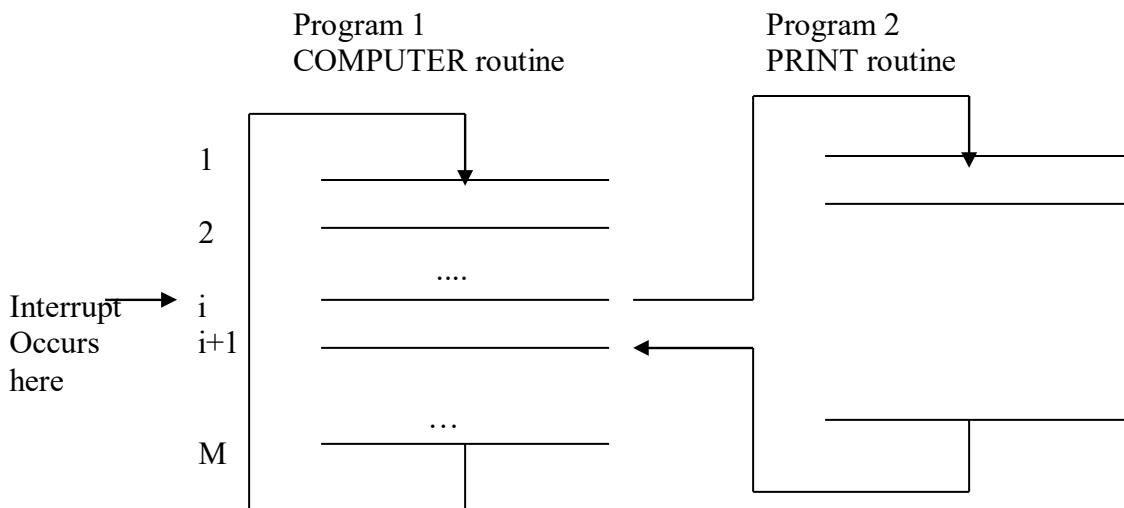 Program 1
COMPUTER routine
Program 2
PRINT routine
1
2
....
Interrupt
Occurs
here
i
i+1
…
M